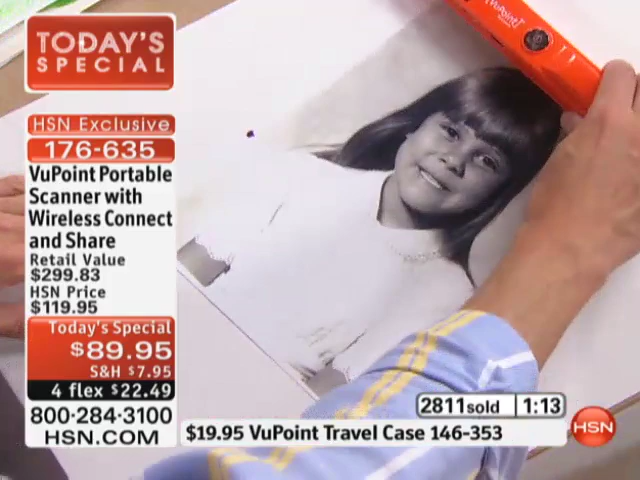 TODAY'S
SPECIAL
HSN Exclusive
176-635
VuPoint Portable
Scanner with
Wireless Connect
and Share
Retail Value
$299.83
HSN Price
$119.95
Today's Special
$89.95
S&H $7.95
4 flex $22.49
800-284-3100
HSN.COM
VuPoint
2811sold 1:13
$19.95 VuPoint Travel Case 146-353
HSN